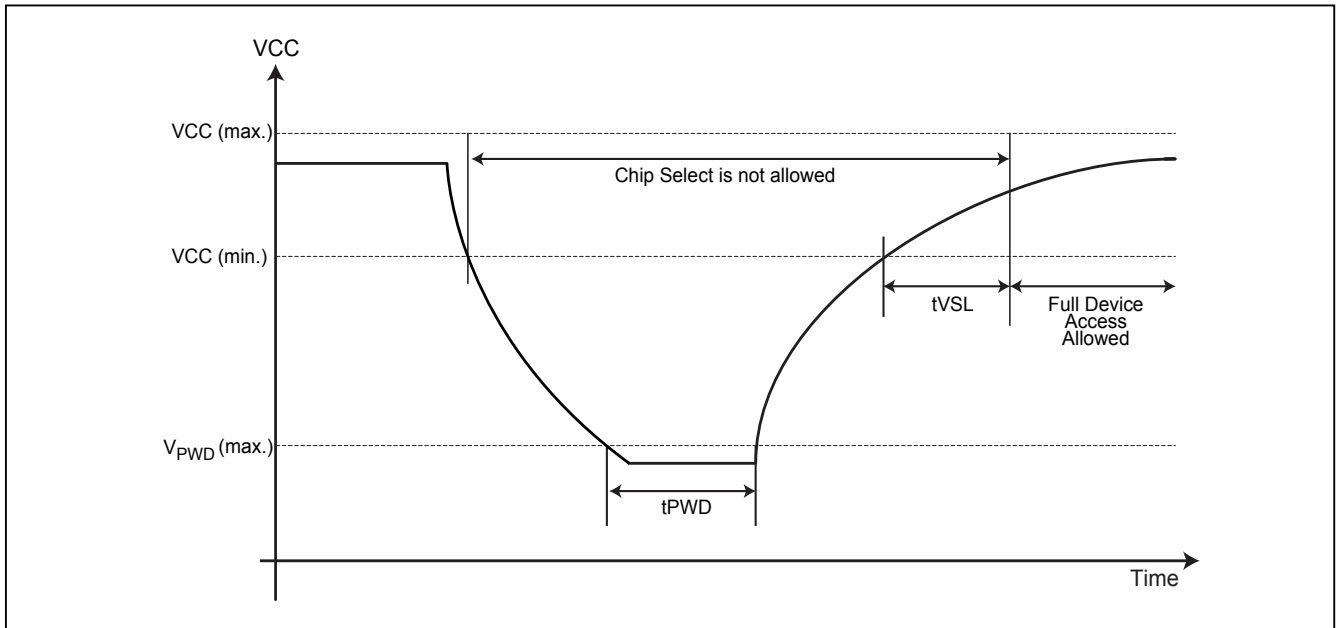 VCC
VCC (max.)
Chip Select is not allowed
VCC (min.)
tVSL
Full Device
Access
Allowed
VPWD (max.)
tPWD
Time